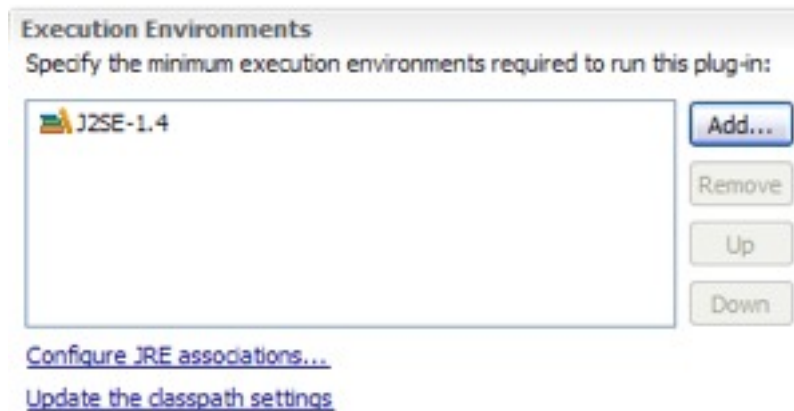 Execution Environments
Specify the minimum execution environments required to run this plug-in:
J2SE-1.4
Add...
Remove
Up
Down
Configure JRE associations...
Update the classpath settings